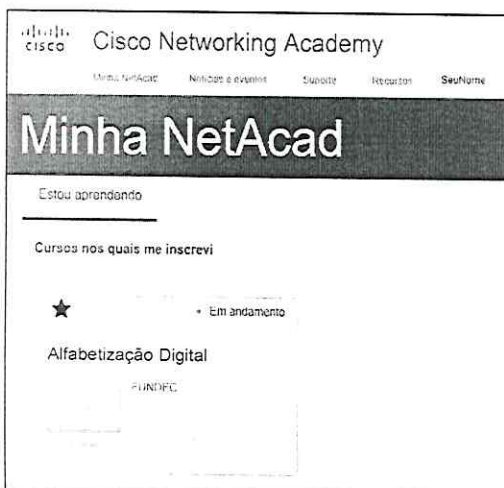 CISCO Cisco Networking Academy
Minha NetAcad Notícias e eventos Suporte Recursos SeuNome
Minha NetAcad
Estou aprendendo
Cursos nos quais me inscrevi
• Em andamento
Alfabetização Digital
FUNDEC